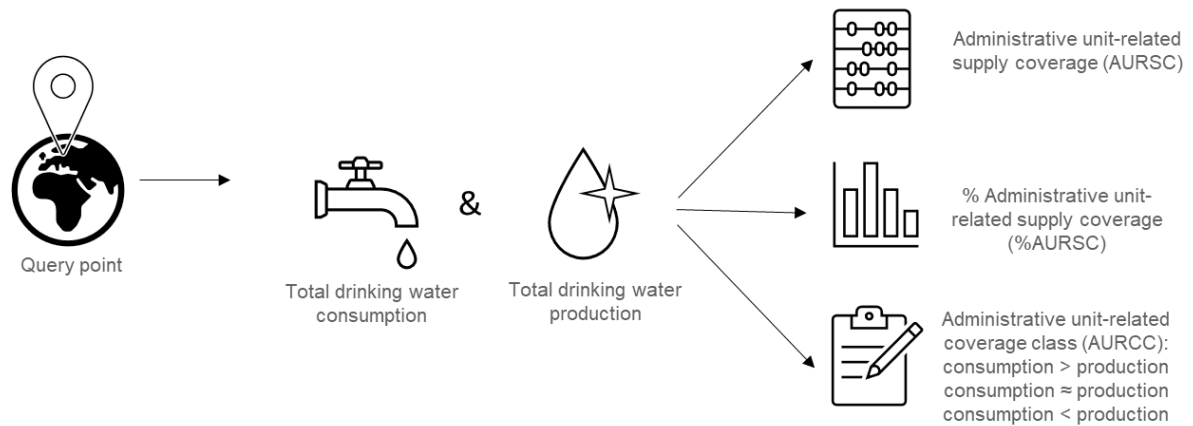 Query point
Total drinking water
consumption
&
Total drinking water
production
Administrative unit-related
supply coverage (AURSC)
% Administrative unit-
related supply coverage
(%AURSC)
Administrative unit-related
coverage class (AURCC):
consumption > production
consumption ≈ production
consumption < production